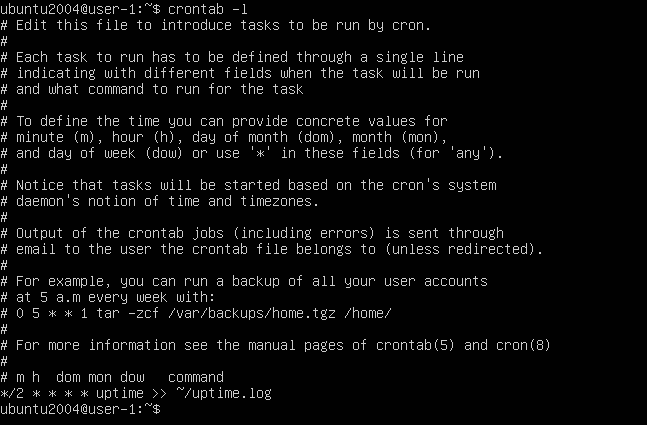 ubuntu2004@user-1:~$ crontab -l
# Edit this file to introduce tasks to be run by cron.
#
# Each task to run has to be defined through a single line
# indicating with different fields when the task will be run
# and what command to run for the task
#
# To define the time you can provide concrete values for
# minute (m), hour (h), day of month (dom), month (mon),
# and day of week (dow) or use '*' in these fields (for 'any').
#
# Notice that tasks will be started based on the cron's system
# daemon's notion of time and timezones.
#
# Output of the crontab jobs (including errors) is sent through
# email to the user the crontab file belongs to (unless redirected).
#
# For example, you can run a backup of all your user accounts
# at 5 a.m every week with:
# 0 5 * * 1 tar -zcf /var/backups/home.tgz /home/
#
# For more information see the manual pages of crontab(5) and cron(8)
#
# m h  dom mon dow   command
*/2 * * * * uptime >> ~/uptime.log
ubuntu2004@user-1:~$